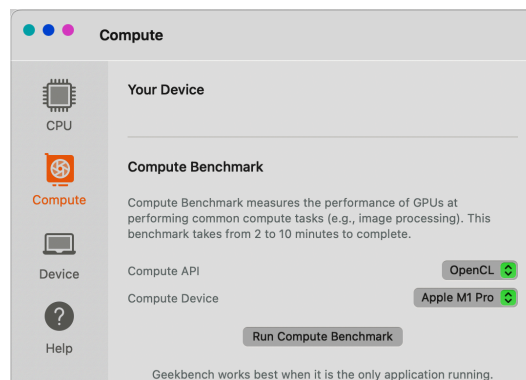 Compute
CPU
Compute
Device
Help
Your Device
Compute Benchmark
Compute Benchmark measures the performance of GPUs at
performing common compute tasks (e.g., image processing). This
benchmark takes from 2 to 10 minutes to complete.
Compute API OpenCL
Compute Device Apple M1 Pro
Run Compute Benchmark
Geekbench works best when it is the only application running.